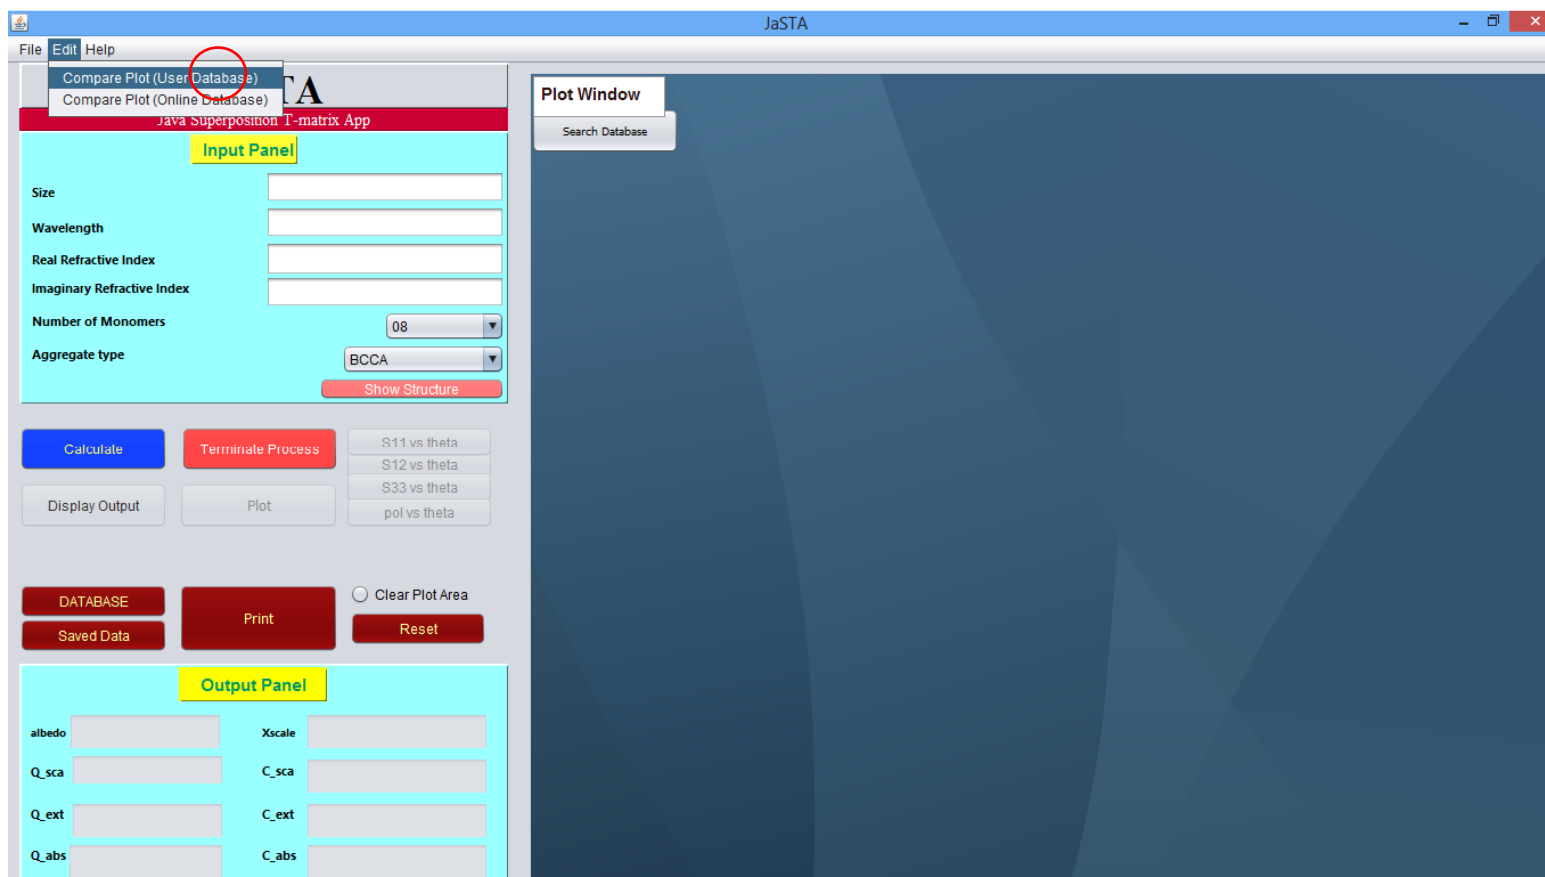 JaSTA
File Edit Help
Compare Plot (User Database)
Compare Plot (Online Database)
TA
Java Superposition T-matrix App
Input Panel
Size
Wavelength
Real Refractive Index
Imaginary Refractive Index
Number of Monomers
08
Aggregate type
BCCA
Show Structure
Calculate
Terminate Process
S11 vs theta
S12 vs theta
S33 vs theta
pol vs theta
Display Output
Plot
DATABASE
Saved Data
Print
Clear Plot Area
Reset
Output Panel
albedo
Xscale
Q_sca
C_sca
Q_ext
C_ext
Q_abs
C_abs
Plot Window
Search Database